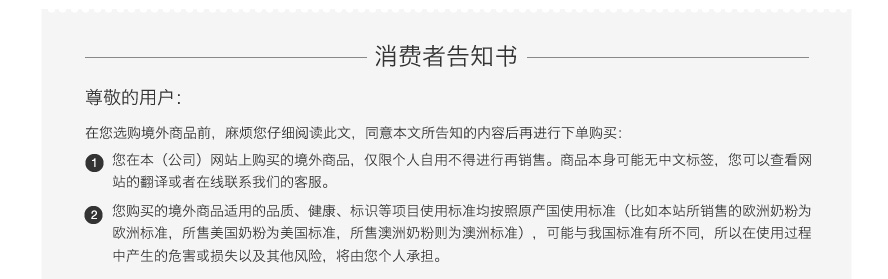 消费者告知书
尊敬的用户：
在您选购境外商品前，麻烦您仔细阅读此文，同意本文所告知的内容后再进行下单购买：
1 您在本（公司）网站上购买的境外商品，仅限个人自用不得进行再销售。商品本身可能无中文标签，您可以查看网
站的翻译或者在线联系我们的客服。
2 您购买的境外商品适用的品质、健康、标识等项目使用标准均按照原产国使用标准（比如本站所销售的欧洲奶粉为
欧洲标准，所售美国奶粉为美国标准，所售澳洲奶粉则为澳洲标准），可能与我国标准有所不同，所以在使用过程
中产生的危害或损失以及其他风险，将由您个人承担。